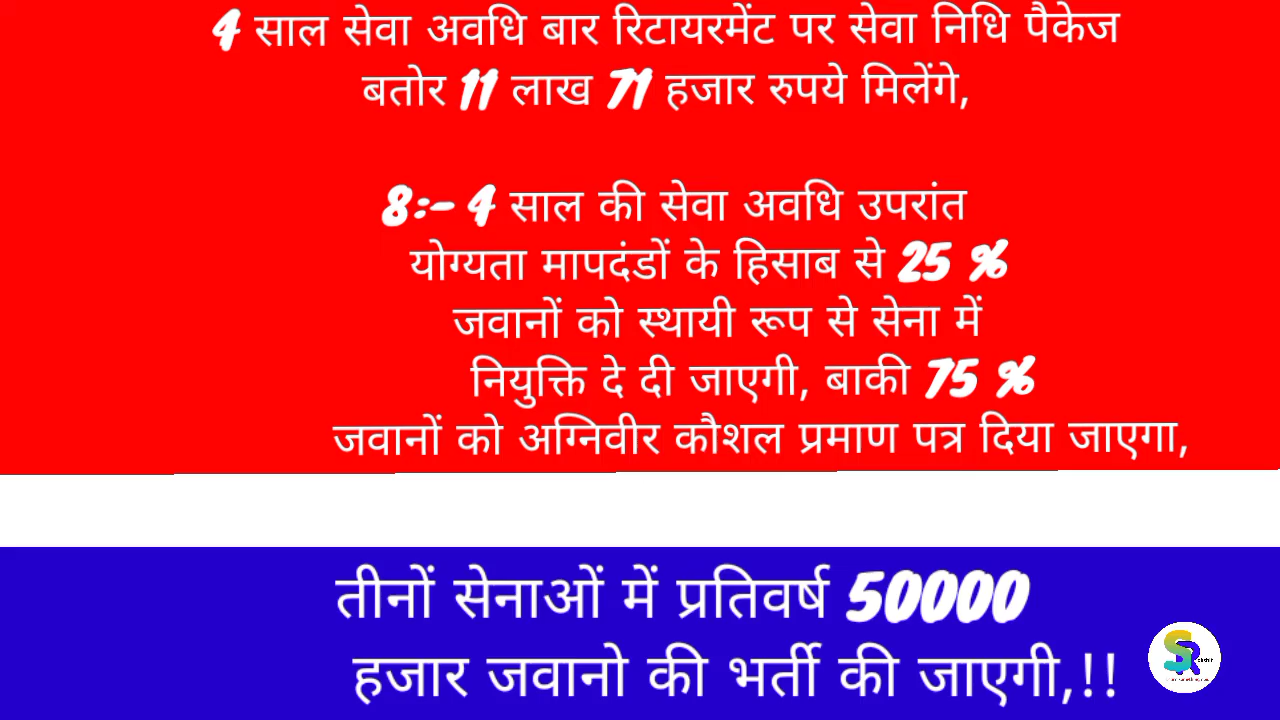 4 साल सेवा अवधि बार रिटायरमेंट पर सेवा निधि पैकेज
बतोर 11 लाख 71 हजार रुपये मिलेंगे,
8:- 4 साल की सेवा अवधि उपरांत
योग्यता मापदंडों के हिसाब से 25 %
जवानों को स्थायी रूप से सेना में
नियुक्ति दे दी जाएगी, बाकी 75 %
जवानों को अग्निवीर कौशल प्रमाण पत्र दिया जाएगा,
तीनों सेनाओं में प्रतिवर्ष 50000
हजार जवानो की भर्ती की जाएगी,!!
SR